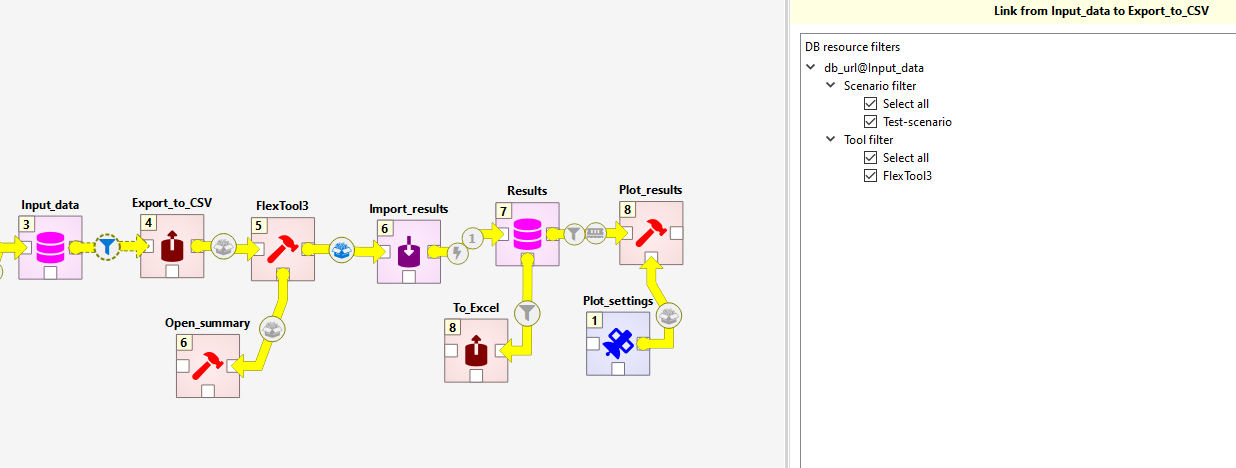 Link from Input_data to Export_to_CSV
DB resource filters
db_url@Input_data
Scenario filter
Select all
Test-scenario
Tool filter
Select all
FlexTool3
Input_data
3
Export_to_CSV
4
FlexTool3
5
Import_results
6
1
Results
7
Plot_results
8
Open_summary
6
To_Excel
8
Plot_settings
1